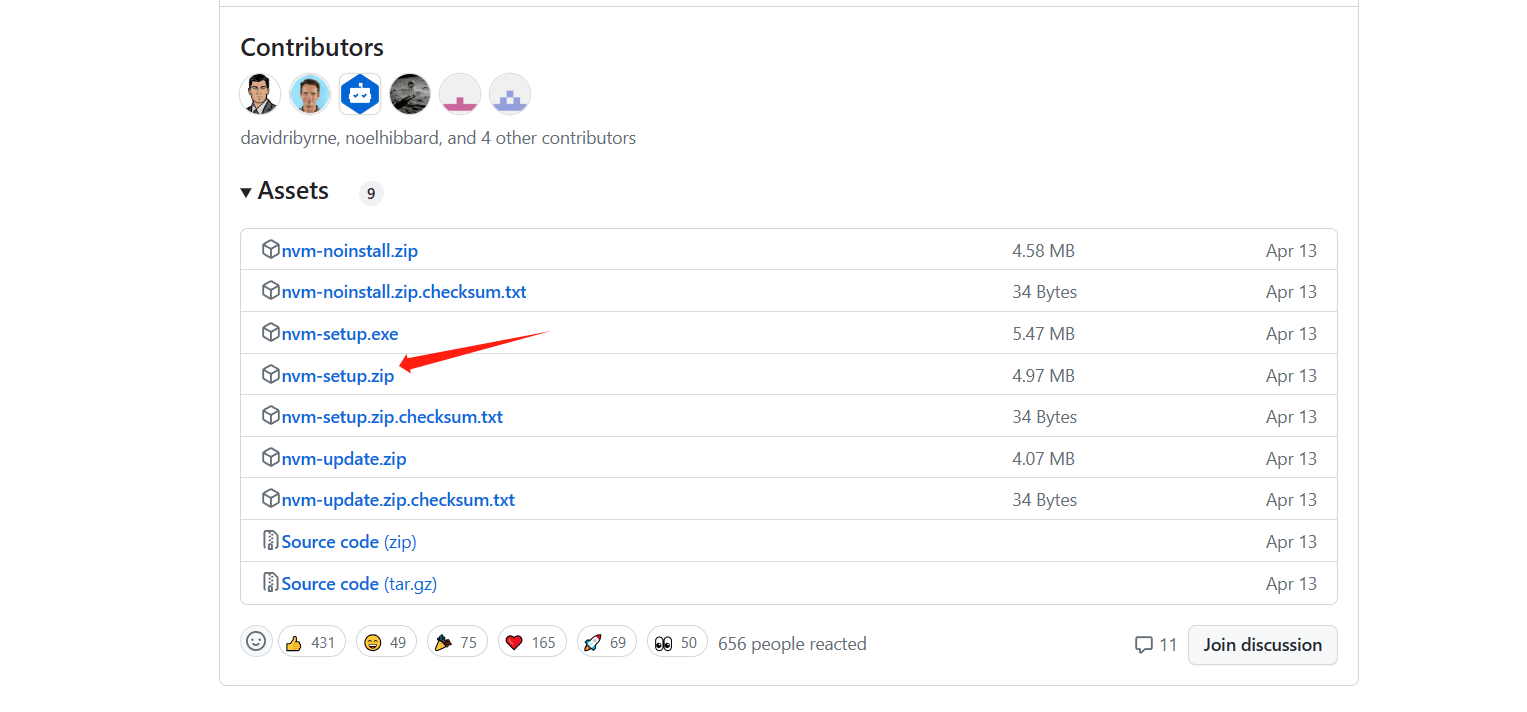 Contributors
davidribyrne, noelhibbard, and 4 other contributors
Assets 9
nvm-noinstall.zip 4.58 MB Apr 13
nvm-noinstall.zip.checksum.txt 34 Bytes Apr 13
nvm-setup.exe 5.47 MB Apr 13
nvm-setup.zip 4.97 MB Apr 13
nvm-setup.zip.checksum.txt 34 Bytes Apr 13
nvm-update.zip 4.07 MB Apr 13
nvm-update.zip.checksum.txt 34 Bytes Apr 13
Source code (zip) Apr 13
Source code (tar.gz) Apr 13
431 49 75 165 69 50 656 people reacted 11 Join discussion